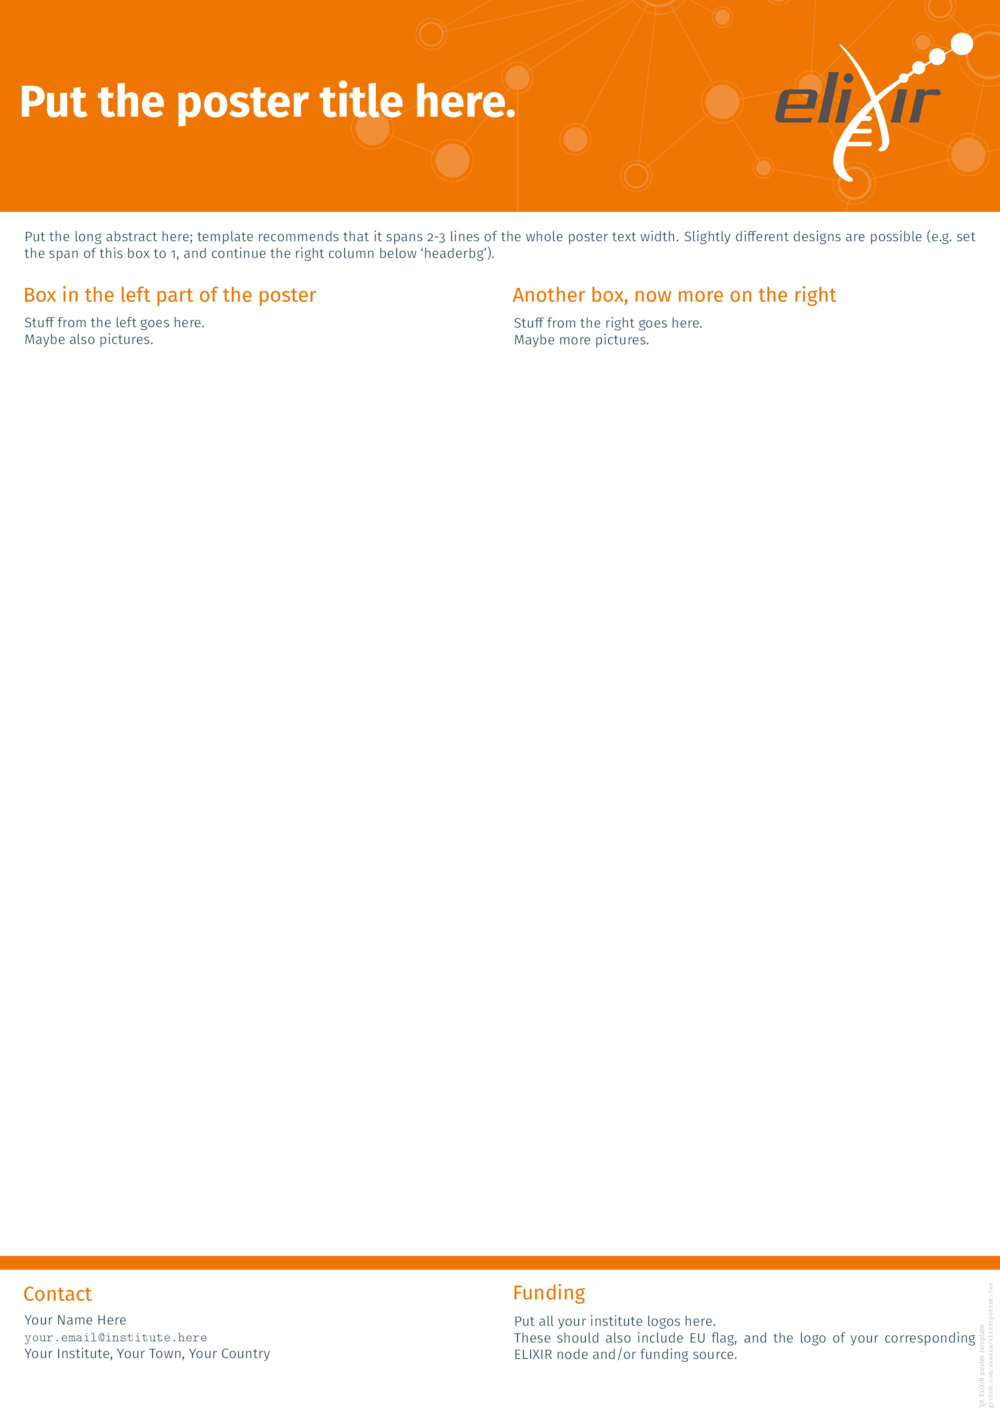 Put the poster title here.
elixir
Put the long abstract here; template recommends that it spans 2-3 lines of the whole poster text width. Slightly different designs are possible (e.g. set
the span of this box to 1, and continue the right column below ‘headerbg’).
Box in the left part of the poster
Stuff from the left goes here.
Maybe also pictures.
Another box, now more on the right
Stuff from the right goes here.
Maybe more pictures.
Contact
Your Name Here
your.email@institute.here
Your Institute, Your Town, Your Country
Funding
Put all your institute logos here.
These should also include EU flag, and the logo of your corresponding
ELIXIR node and/or funding source.
ELIXIR poster template